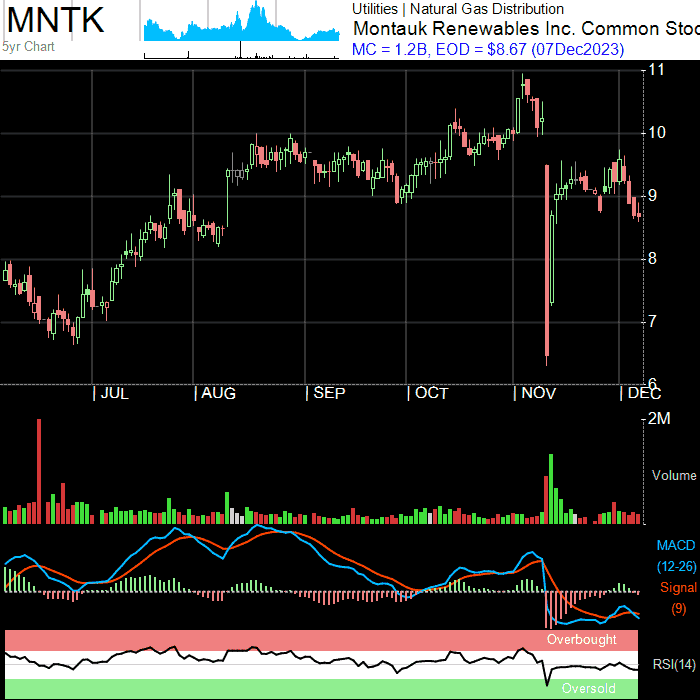 MNTK
5yr Chart
Utilities | Natural Gas Distribution
Montauk Renewables Inc. Common Stoc
MC = 1.2B, EOD = $8.67 (07Dec2023)
11
10
9
8
7
6
JUL AUG SEP OCT NOV DEC
2M
Volume
MACD
(12-26)
Signal
(9)
Overbought
RSI(14)
Oversold